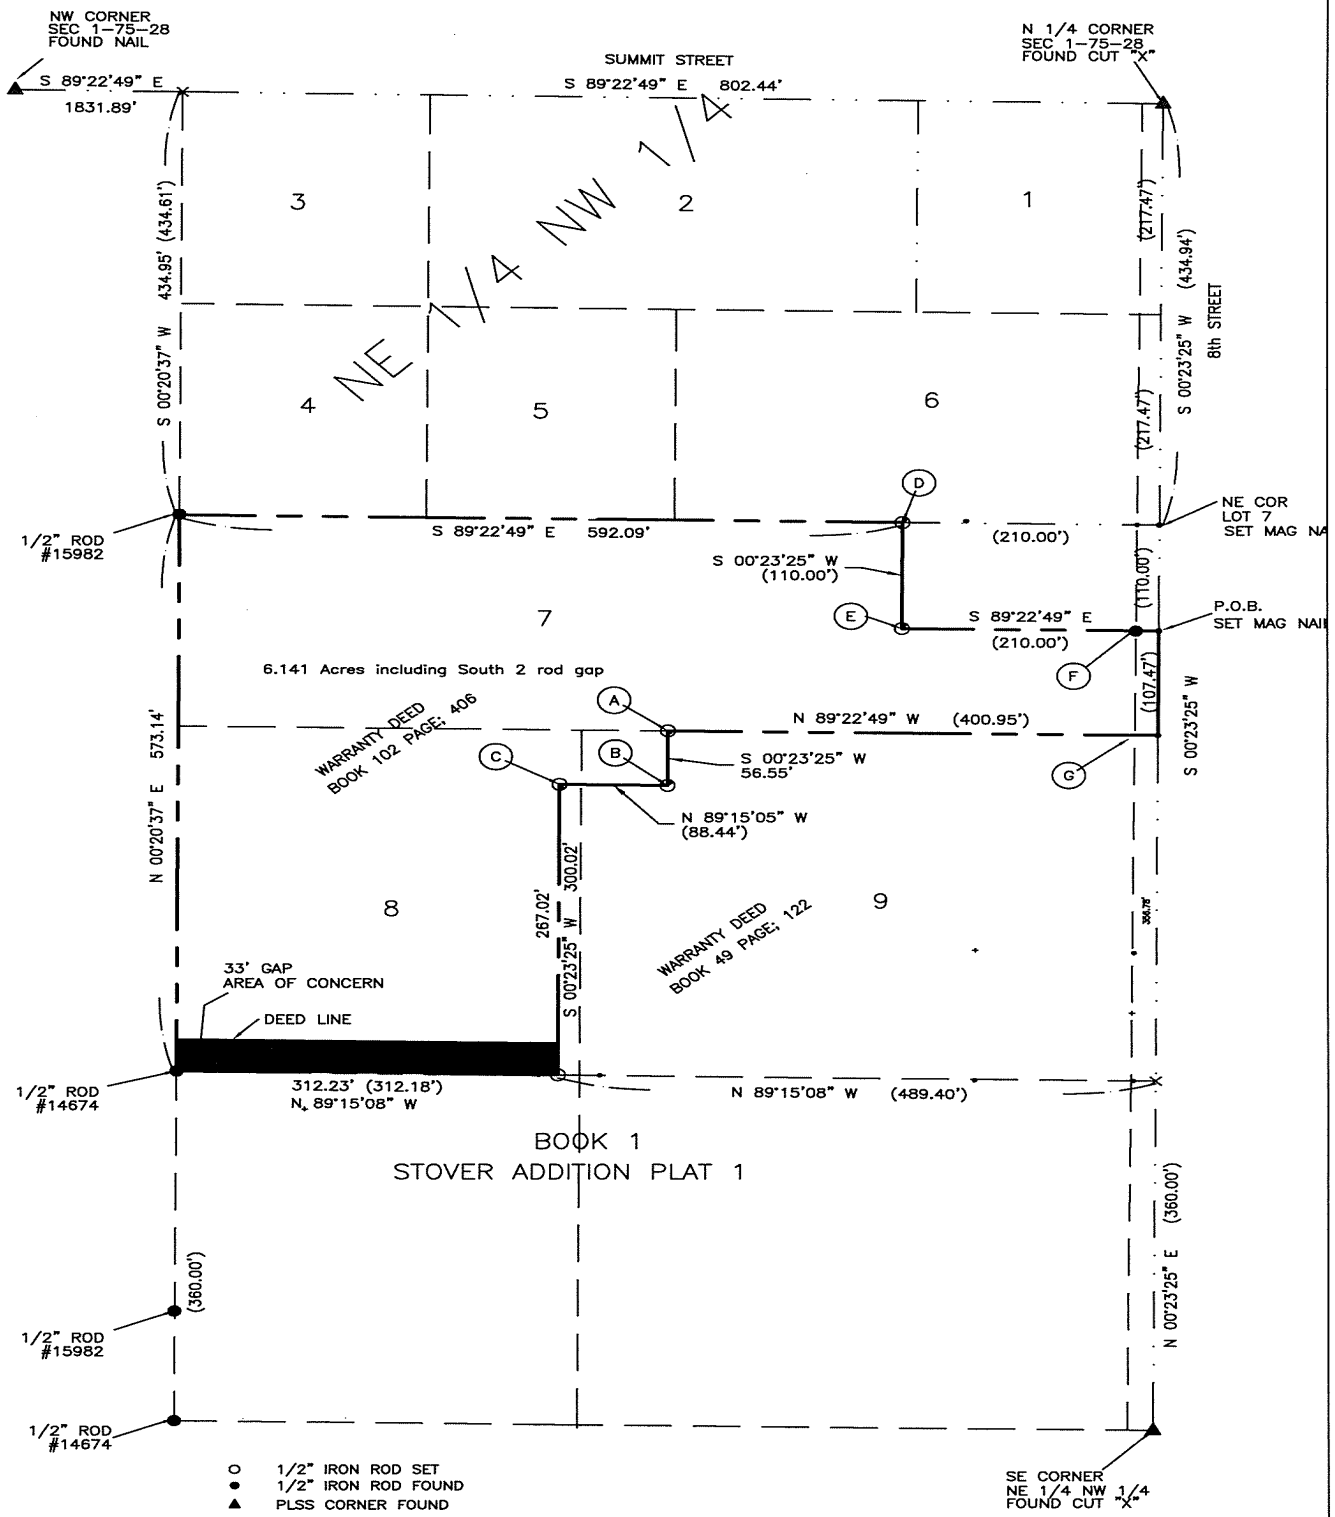 NW CORNER
SEC 1-75-28
FOUND NAIL
N 1/4 CORNER
SEC 1-75-28
FOUND CUT "X"
SUMMIT STREET
S 89°22'49" E
1831.89'
S 89°22'49" E 802.44'
NE 1/4 NW 1/4
3
2
1
S 00°20'37" W 434.95' (434.61')
(217.47')
S 00°23'25" W (434.94')
8th STREET
4
5
6
(217.47')
D
1/2" ROD
#15982
S 89°22'49" E 592.09'
(210.00')
NE COR
LOT 7
SET MAG NA
S 00°23'25" W
(110.00')
(110.00')
E
S 89°22'49" E
(210.00')
P.O.B.
SET MAG NAI
7
6.141 Acres including South 2 rod gap
F
(107.47')
S 00°23'25" W
A
N 89°22'49" W (400.95')
WARRANTY DEED
BOOK 102 PAGE; 406
C
B
S 00°23'25" W
56.55'
G
N 89°15'05" W
(88.44')
N 00°20'37" E 573.14'
267.02'
S 00°23'25" W 300.02'
8
9
WARRANTY DEED
BOOK 49 PAGE; 122
33' GAP
AREA OF CONCERN
DEED LINE
1/2" ROD
#14674
312.23' (312.18')
N 89°15'08" W
N 89°15'08" W (489.40')
BOOK 1
STOVER ADDITION PLAT 1
(360.00')
N 00°23'25" E (360.00')
1/2" ROD
#15982
1/2" ROD
#14674
1/2" IRON ROD SET
1/2" IRON ROD FOUND
PLSS CORNER FOUND
SE CORNER
NE 1/4 NW 1/4
FOUND CUT "X"